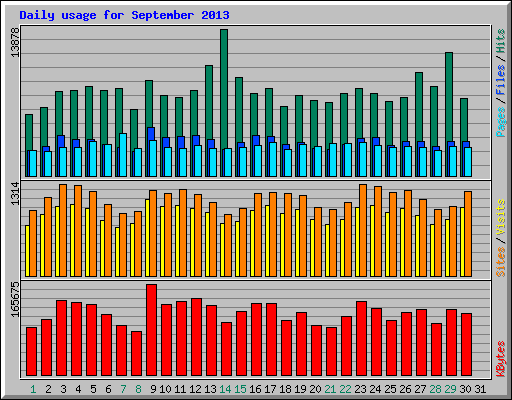 Daily usage for September 2013
13878
Pages / Files / Hits
1314
Sites / Visits
165675
KBytes
1 2 3 4 5 6 7 8 9 10 11 12 13 14 15 16 17 18 19 20 21 22 23 24 25 26 27 28 29 30 31